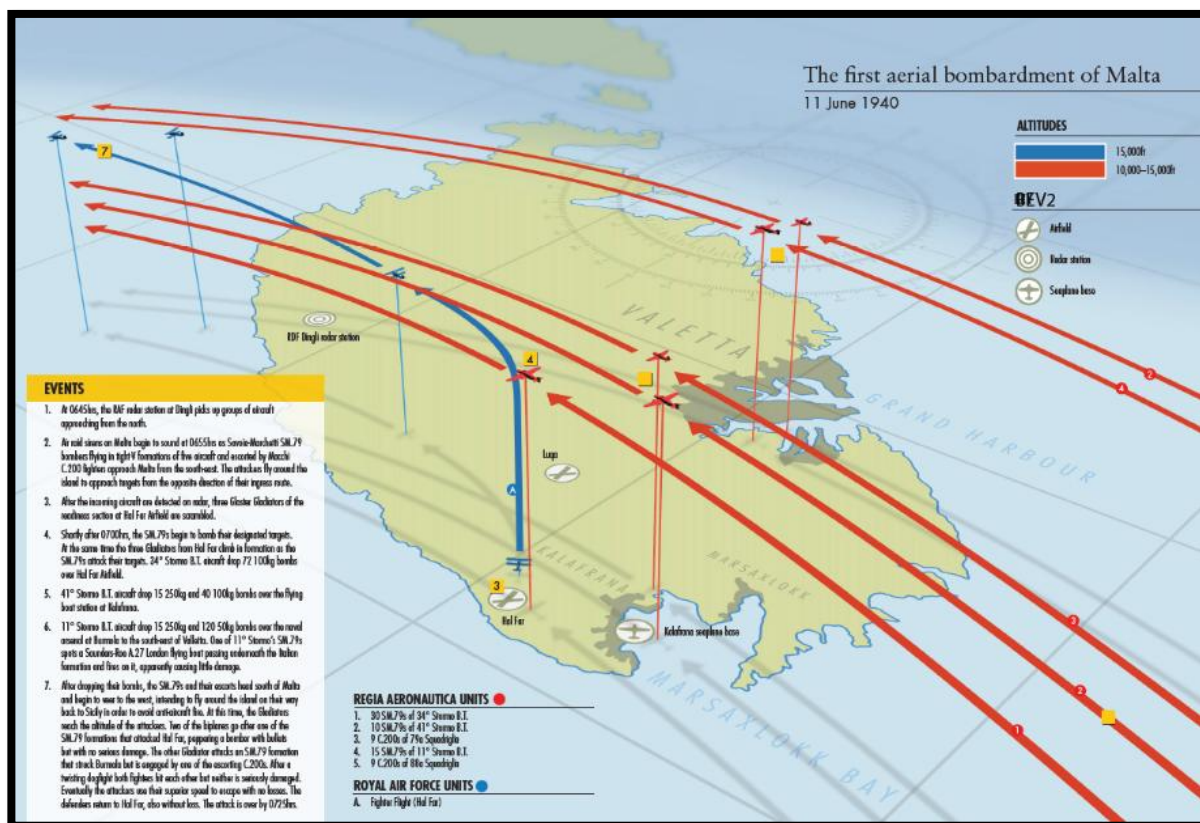 The first aerial bombardment of Malta
11 June 1940
ALTITUDES
15,000ft
10,000–15,000ft
Airfield
Radar station
Seaplane base
7
2
4
4
VALETTA
GRAND HARBOUR
RDF Dingli radar station
Luqa
A
KALAFRANA
MARSAXLOKK
3
Hal Far
Kalafrana seaplane base
MARSAXLOKK BAY
3
2
1
EVENTS
1. At 0645hrs, the RAF radar station at Dingli picks up groups of aircraft
approaching from the north.
2. Air raid sirens on Malta begin to sound at 0655hrs as Savoia-Marchetti SM.79
bombers flying in tight-V formations of five aircraft and escorted by Macchi
C.200 fighters approach Malta from the south-east. The attackers fly around the
island to approach targets from the opposite direction of their ingress route.
3. After the incoming aircraft are detected on radar, three Gloster Gladiators of the
readiness section at Hal Far Airfield are scrambled.
4. Shortly after 0700hrs, the SM.79s begin to bomb their designated targets.
At the same time the three Gladiators from Hal Far climb in formation as the
SM.79s attack their targets. 34° Stormo B.T. aircraft drop 72 100kg bombs
over Hal Far Airfield.
5. 41° Stormo B.T. aircraft drop 15 250kg and 40 100kg bombs over the flying
boat station at Kalafrana.
6. 11° Stormo B.T. aircraft drop 15 250kg and 120 50kg bombs over the naval
arsenal at Burmola to the south-east of Valletta. One of 11° Stormo's SM.79s
spots a Saunders-Roe A.27 London flying boat passing underneath the Italian
formation and fires on it, apparently causing little damage.
7. After dropping their bombs, the SM.79s and their escorts head south of Malta
and begin to veer to the west, intending to fly around the island on their way
back to Sicily in order to avoid anti-aircraft fire. At this time, the Gladiators
reach the altitude of the attackers. Two of the biplanes go after one of the
SM.79 formations that attacked Hal Far, peppering a bomber with bullets
but with no serious damage. The other Gladiator attacks an SM.79 formation
that struck Burmola but is engaged by one of the escorting C.200s. After a
twisting dogfight both fighters hit each other but neither is seriously damaged.
Eventually the attackers use their superior speed to escape with no losses. The
defenders return to Hal Far, also without loss. The attack is over by 0725hrs.
REGIA AERONAUTICA UNITS
1. 30 SM.79s of 34° Stormo B.T.
2. 10 SM.79s of 41° Stormo B.T.
3. 9 C.200s of 79a Squadriglia
4. 15 SM.79s of 11° Stormo B.T.
5. 9 C.200s of 88a Squadriglia
ROYAL AIR FORCE UNITS
A. Fighter Flight (Hal Far)